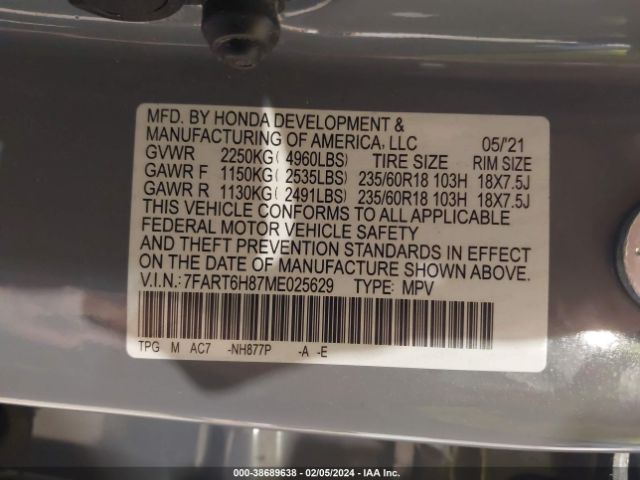 MFD. BY HONDA DEVELOPMENT &
MANUFACTURING OF AMERICA, LLC 05/'21
GVWR 2250KG( 4960LBS) TIRE SIZE RIM SIZE
GAWR F 1150KG( 2535LBS) 235/60R18 103H 18X7.5J
GAWR R 1130KG( 2491LBS) 235/60R18 103H 18X7.5J
THIS VEHICLE CONFORMS TO ALL APPLICABLE
FEDERAL MOTOR VEHICLE SAFETY
AND THEFT PREVENTION STANDARDS IN EFFECT
ON THE DATE OF MANUFACTURE SHOWN ABOVE.
V.I.N.:7FART6H87ME025629 TYPE: MPV
TPG M AC7 -NH877P -A -E
000-38689638 - 02/05/2024 - IAA Inc.